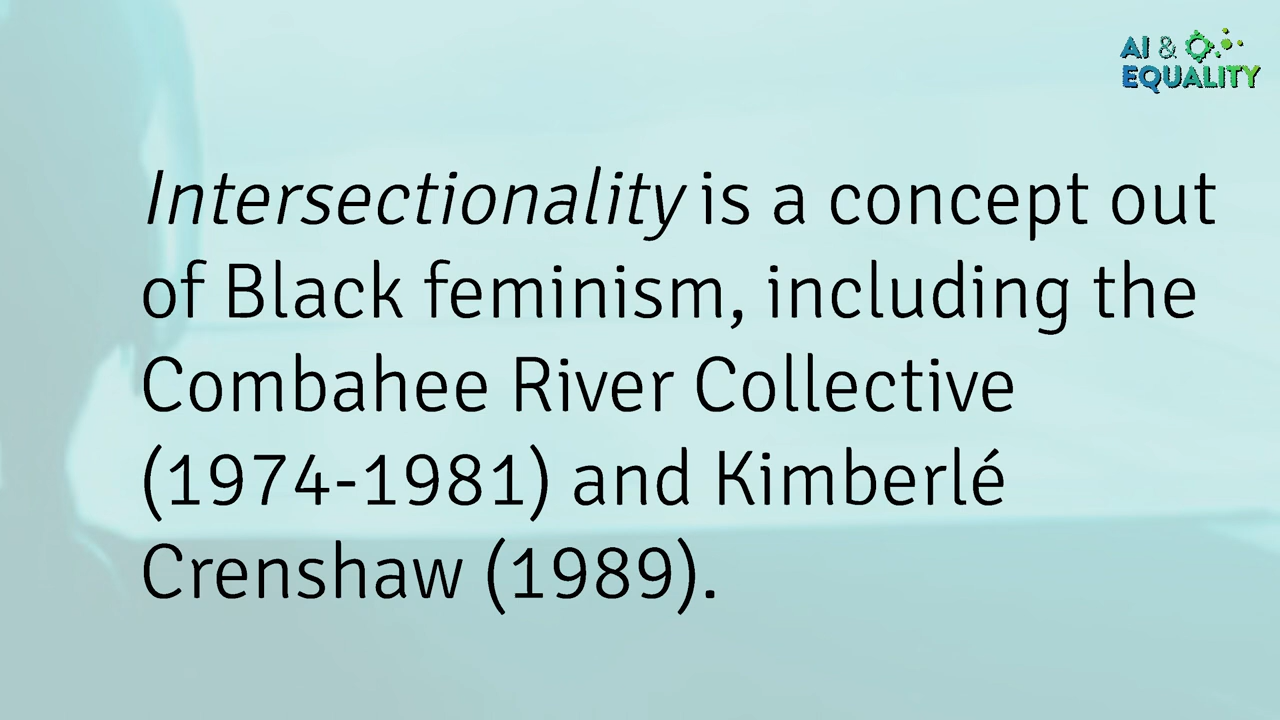 AI &
EQUALITY
Intersectionality is a concept out
of Black feminism, including the
Combahee River Collective
(1974-1981) and Kimberlé
Crenshaw (1989).